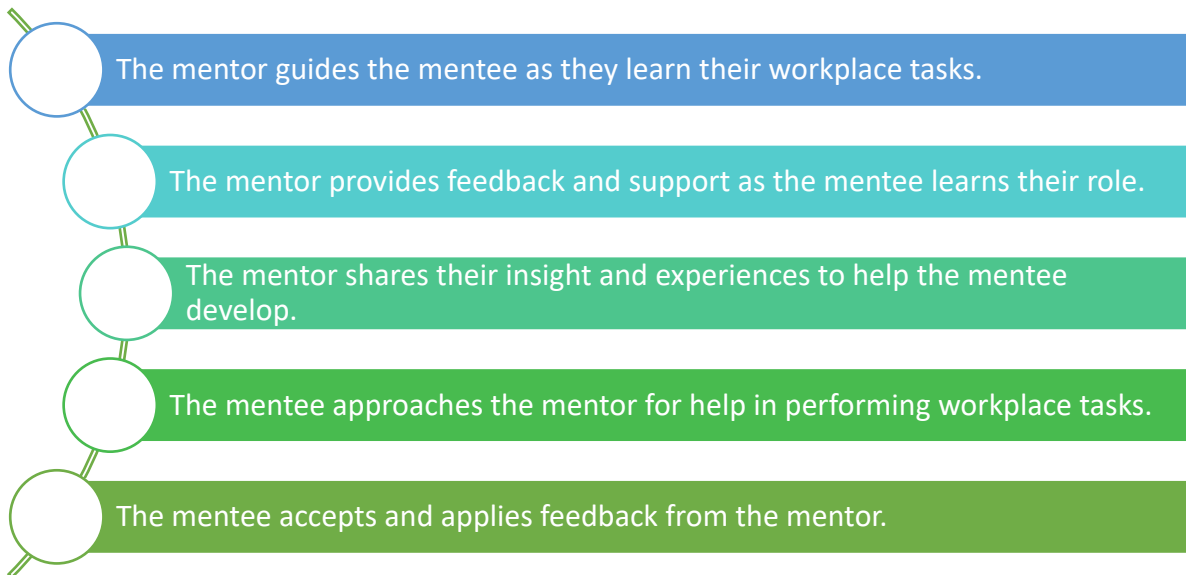 The mentor guides the mentee as they learn their workplace tasks.
The mentor provides feedback and support as the mentee learns their role.
The mentor shares their insight and experiences to help the mentee
develop.
The mentee approaches the mentor for help in performing workplace tasks.
The mentee accepts and applies feedback from the mentor.